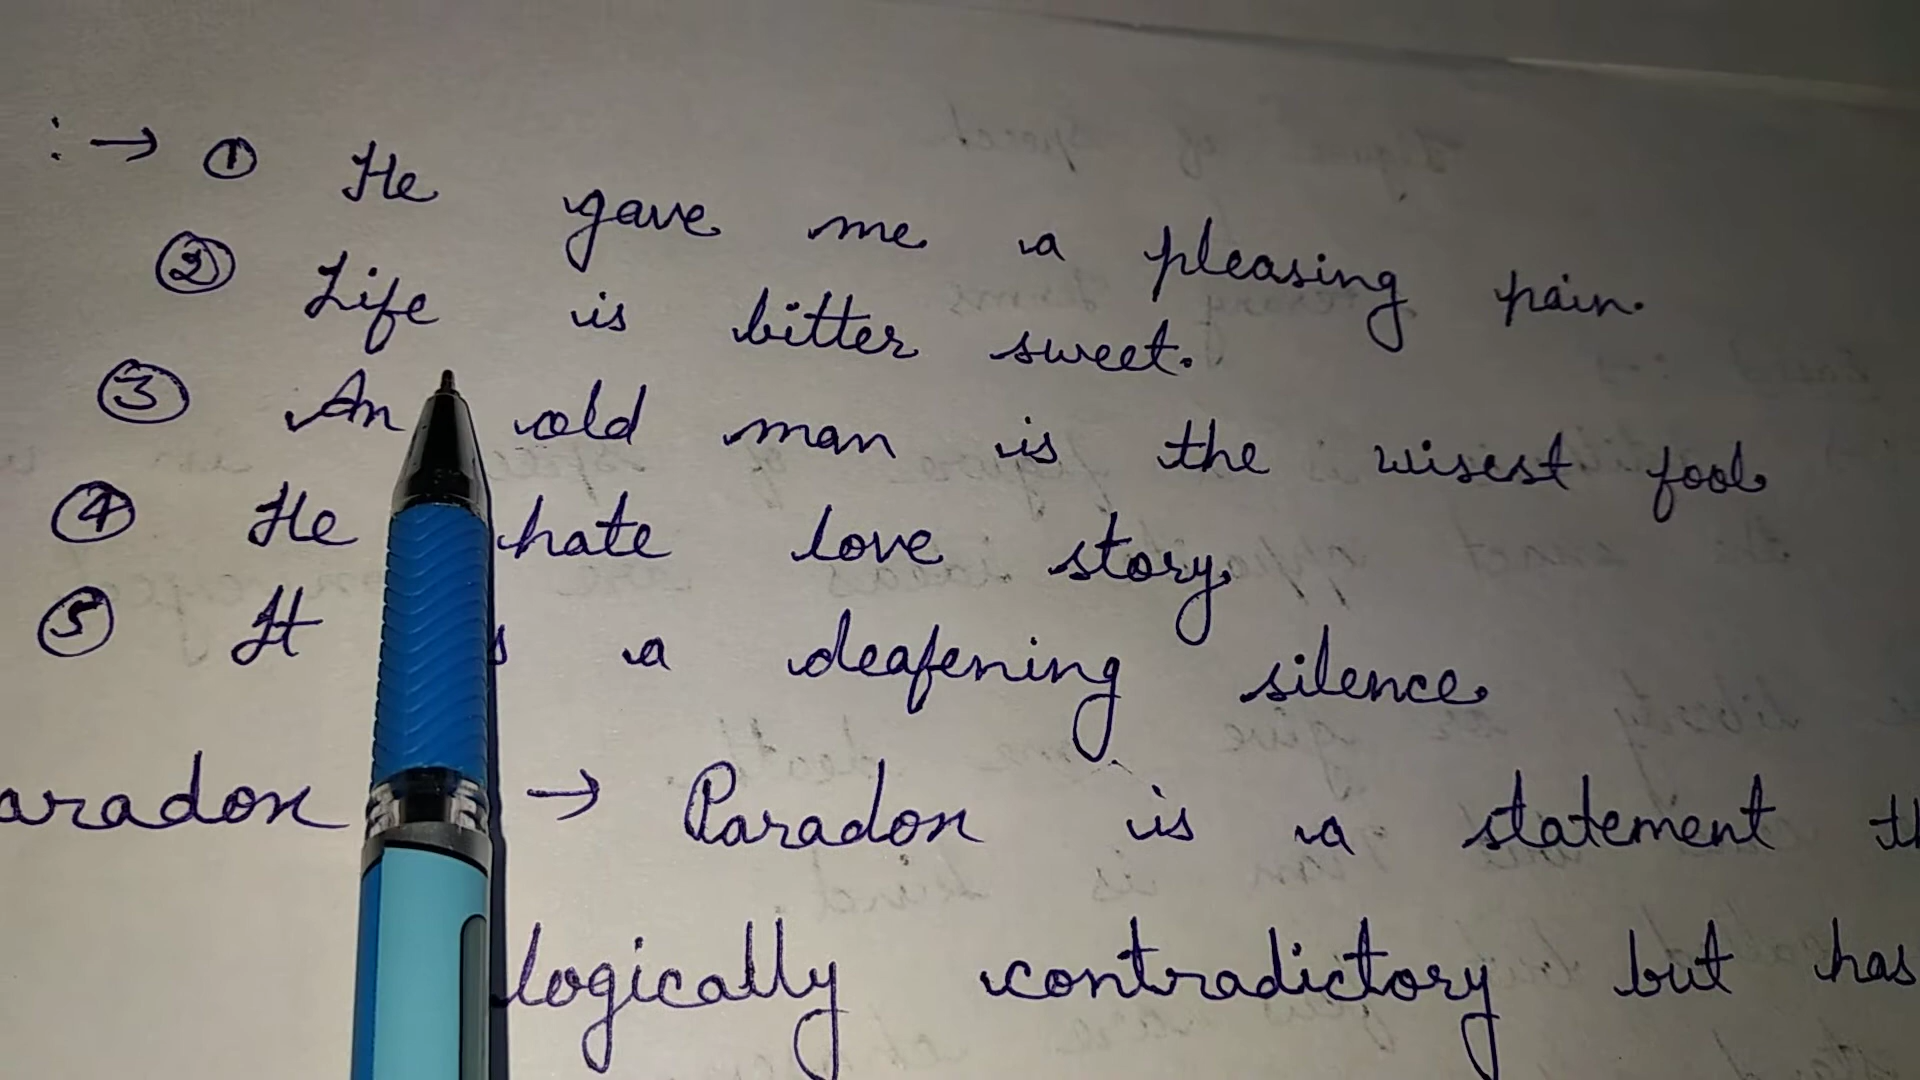 :→ ① He gave me a pleasing pain.
② Life is bitter sweet.
③ An old man is the wisest fool
④ He hate love story.
⑤ It a deafening silence.
aradox → Paradox is a statement th
logically contradictory but has